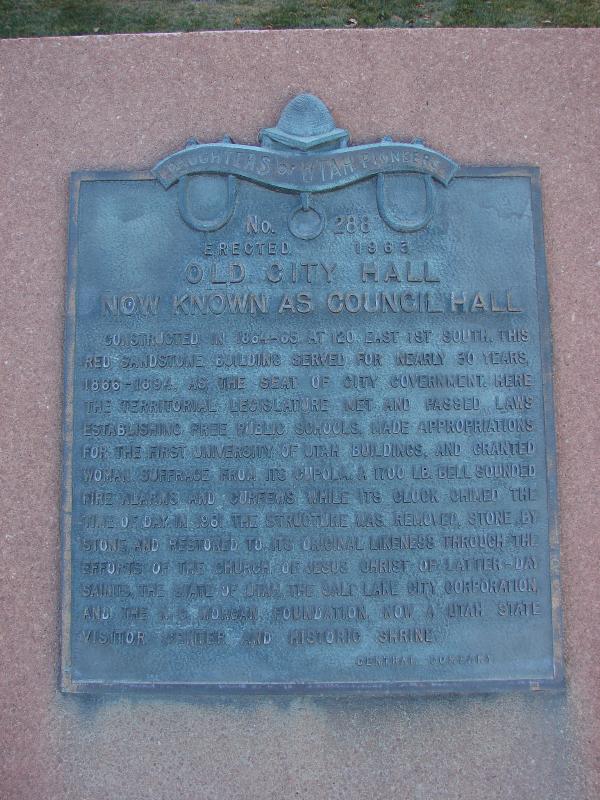 DAUGHTERS OF UTAH PIONEERS
No. 288
ERECTED 1963
OLD CITY HALL
NOW KNOWN AS COUNCIL HALL
CONSTRUCTED IN 1864-65 AT 120 EAST 1ST SOUTH, THIS
RED SANDSTONE BUILDING SERVED FOR NEARLY 30 YEARS,
1866-1894, AS THE SEAT OF CITY GOVERNMENT. HERE
THE TERRITORIAL LEGISLATURE MET AND PASSED LAWS
ESTABLISHING FREE PUBLIC SCHOOLS, MADE APPROPRIATIONS
FOR THE FIRST UNIVERSITY OF UTAH BUILDINGS, AND GRANTED
WOMAN SUFFRAGE. FROM ITS CUPOLA, A 1700 LB. BELL SOUNDED
FIRE ALARMS AND CURFEWS WHILE ITS CLOCK CHIMED THE
TIME OF DAY. IN 1961, THE STRUCTURE WAS REMOVED, STONE BY
STONE, AND RESTORED TO ITS ORIGINAL LIKENESS THROUGH THE
EFFORTS OF THE CHURCH OF JESUS CHRIST OF LATTER-DAY
SAINTS, THE STATE OF UTAH, THE SALT LAKE CITY CORPORATION,
AND THE MORGAN FOUNDATION. NOW A UTAH STATE
VISITOR CENTER AND HISTORIC SHRINE.
CENTRAL COMPANY